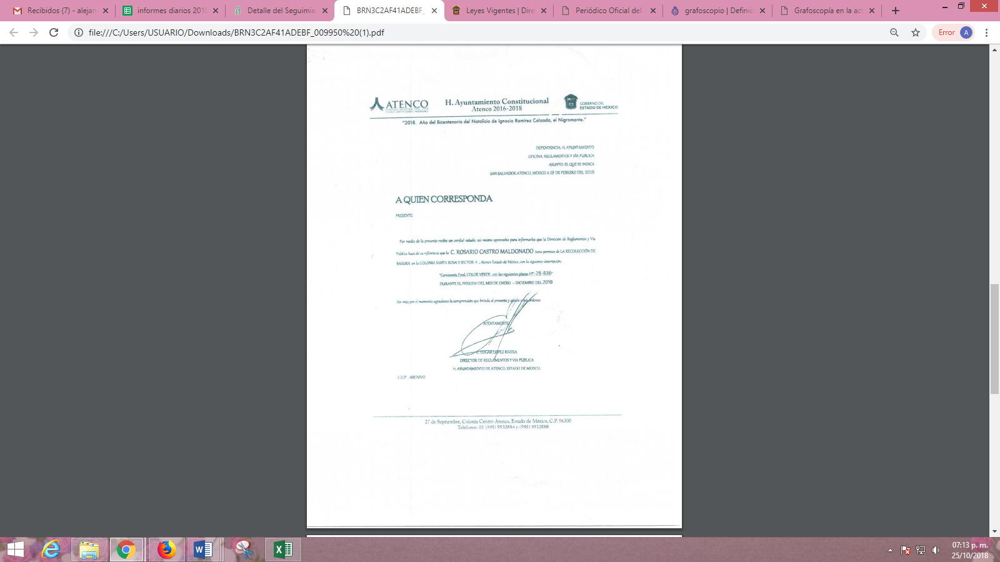 Recibidos (7) - alejan
informes diarios 2018
Detalle del Seguimie
BRN3C2AF41ADEBF_
Leyes Vigentes | Dire
Periódico Oficial del
grafoscopio | Definic
Grafoscopía en la act
file:///C:/Users/USUARIO/Downloads/BRN3C2AF41ADEBF_009950%20(1).pdf
Error A
ATENCO
H. Ayuntamiento Constitucional
Atenco 2016-2018
GOBIERNO DEL
ESTADO DE MÉXICO
"2018. Año del Bicentenario del Natalicio de Ignacio Ramírez Calzada, el Nigromante."
DEPENDENCIA: H. AYUNTAMIENTO
OFICINA: REGLAMENTOS Y VÍA PUBLICA
ASUNTO: EL QUE SE INDICA
SAN SALVADOR ATENCO, MÉXICO A 19 DE FEBRERO DEL 2018
A QUIEN CORRESPONDA
PRESENTE
Por medio de la presente reciba un cordial saludo, así mismo aprovecho para informarles que la Dirección de Reglamentos y Vía
Pública hace de su referencia que la C. ROSARIO CASTRO MALDONADO tiene permiso de LA RECOLECCIÓN DE
BASURA en la COLONIA SANTA ROSA Y SECTOR 4 , Atenco Estado de México, con la siguiente descripción:
"Camioneta Ford, COLOR VERDE con las siguientes placas HT-28-836"
DURANTE EL PERIODO DEL MES DE ENERO – DICIEMBRE DEL 2018
Sin más por el momento agradezco la comprensión que brinda al presente y quedo a sus órdenes.
ATENTAMENTE
C. EDGAR LOPEZ RIVERA
DIRECTOR DE REGLAMENTOS Y VIA PÚBLICA
H. AYUNTAMIENTO DE ATENCO, ESTADO DE MEXICO.
C.C.P. ARCHIVO.
27 de Septiembre, Colonia Centro Atenco, Estado de México, C.P. 56300
Teléfonos: 01 (595) 9532894 y (595) 9532888
07:13 p. m.
25/10/2018